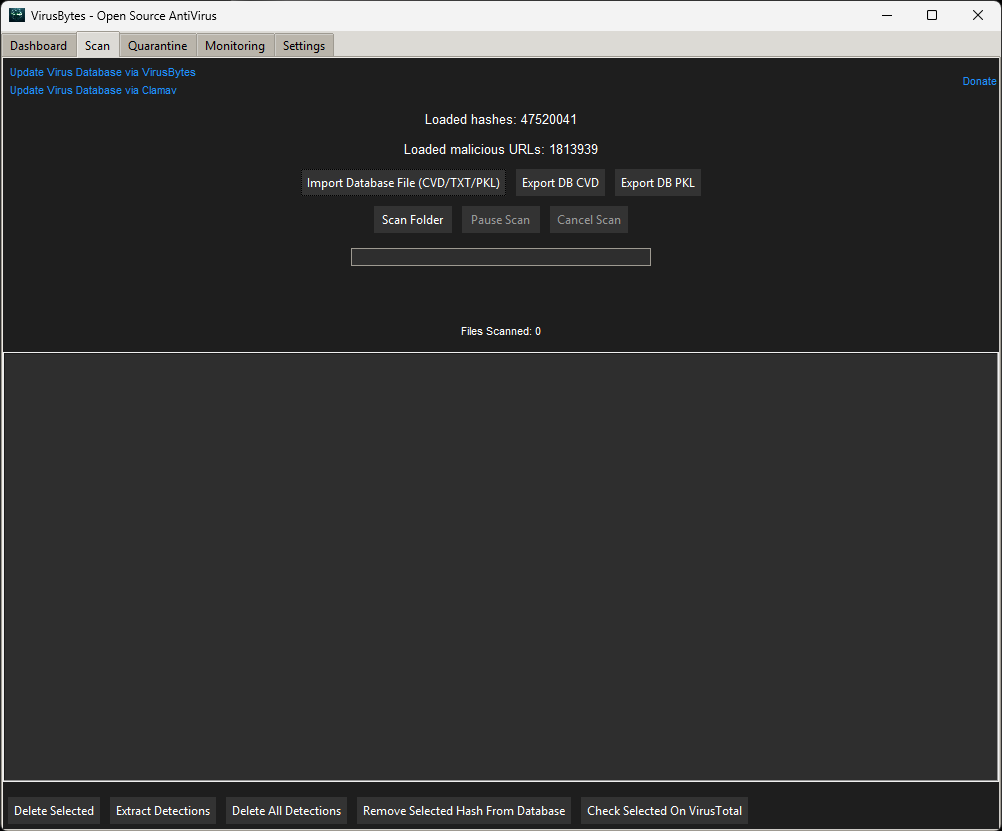 VirusBytes - Open Source AntiVirus
Dashboard Scan Quarantine Monitoring Settings
Update Virus Database via VirusBytes
Donate
Update Virus Database via Clamav
Loaded hashes: 47520041
Loaded malicious URLs: 1813939
Import Database File (CVD/TXT/PKL) Export DB CVD Export DB PKL
Scan Folder Pause Scan Cancel Scan
Files Scanned: 0
Delete Selected Extract Detections Delete All Detections Remove Selected Hash From Database Check Selected On VirusTotal